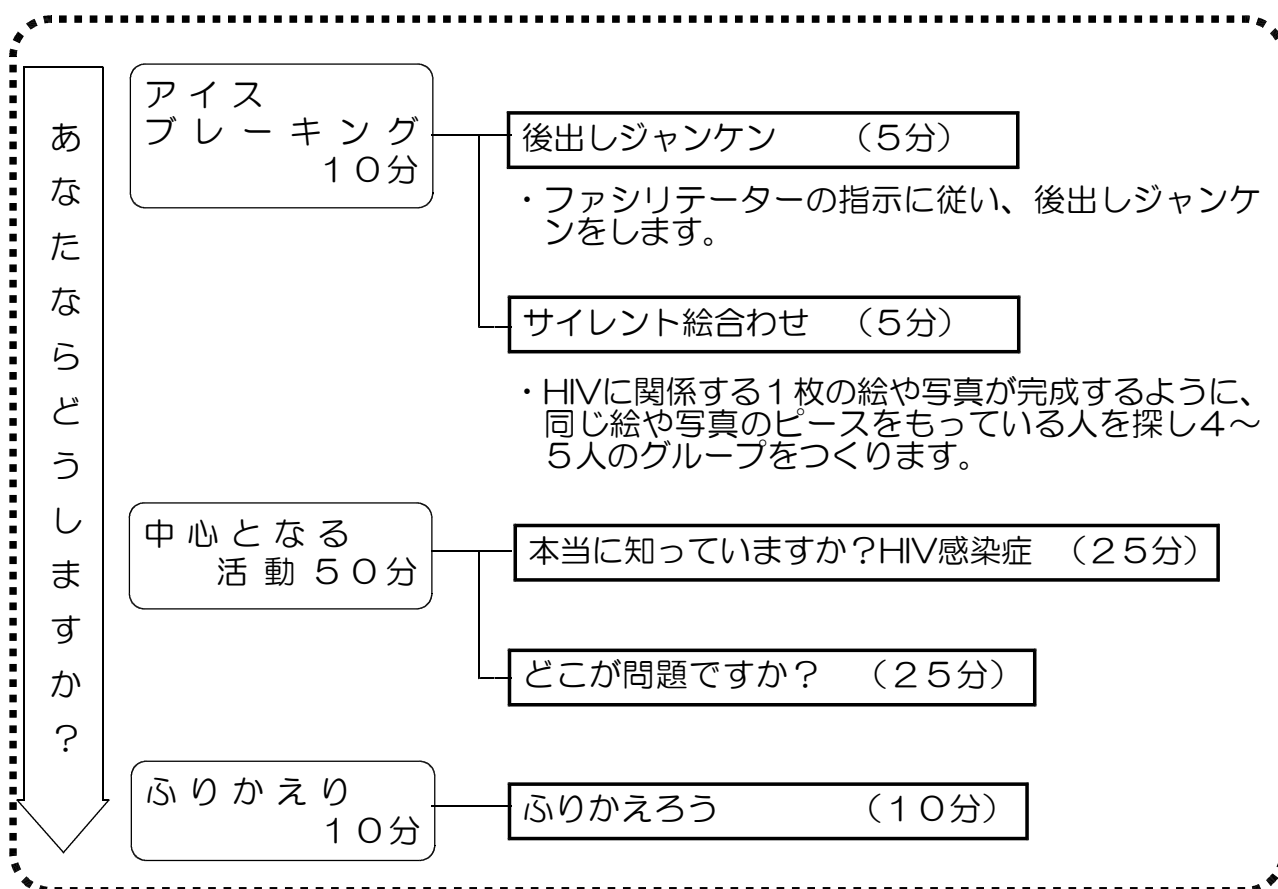 あなたならどうしますか？
アイス
ブレーキング
１０分
後出しジャンケン　　（５分）
・ファシリテーターの指示に従い、後出しジャンケ
ンをします。
サイレント絵合わせ　（５分）
・HIVに関係する１枚の絵や写真が完成するように、
同じ絵や写真のピースをもっている人を探し４～
５人のグループをつくります。
中心となる
活動５０分
本当に知っていますか？HIV感染症　（２５分）
どこが問題ですか？　（２５分）
ふりかえり
１０分
ふりかえろう　　　　（１０分）